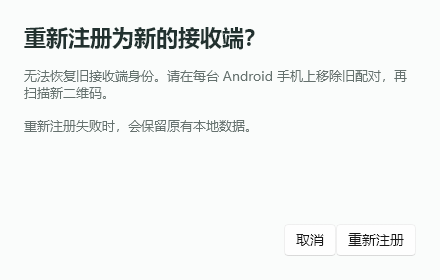 重新注册为新的接收端？
无法恢复旧接收端身份。请在每台 Android 手机上移除旧配对，再
扫描新二维码。
重新注册失败时，会保留原有本地数据。
取消
重新注册